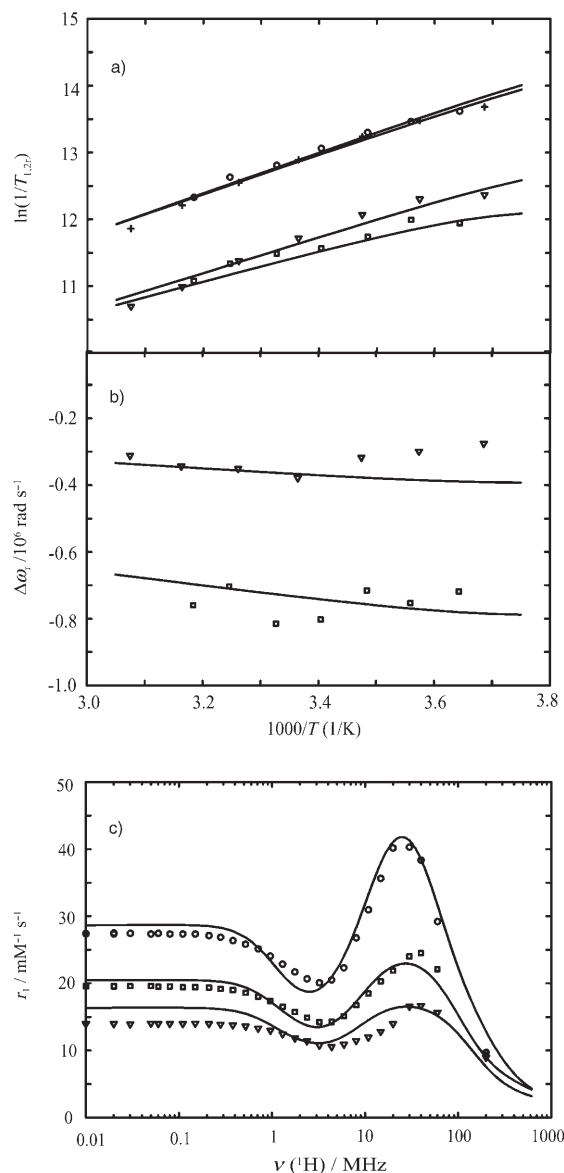 15
a)
14
13
ln(1/T1,2r)
12
11
b)
-0.2
-0.4
Δωr /10⁶ rad s⁻¹
-0.6
-0.8
-1.0
3.0 3.2 3.4 3.6 3.8
1000/T (1/K)
50
c)
40
30
r1 / mM⁻¹ s⁻¹
20
10
0
0.01 0.1 1 10 100 1000
ν (¹H) / MHz